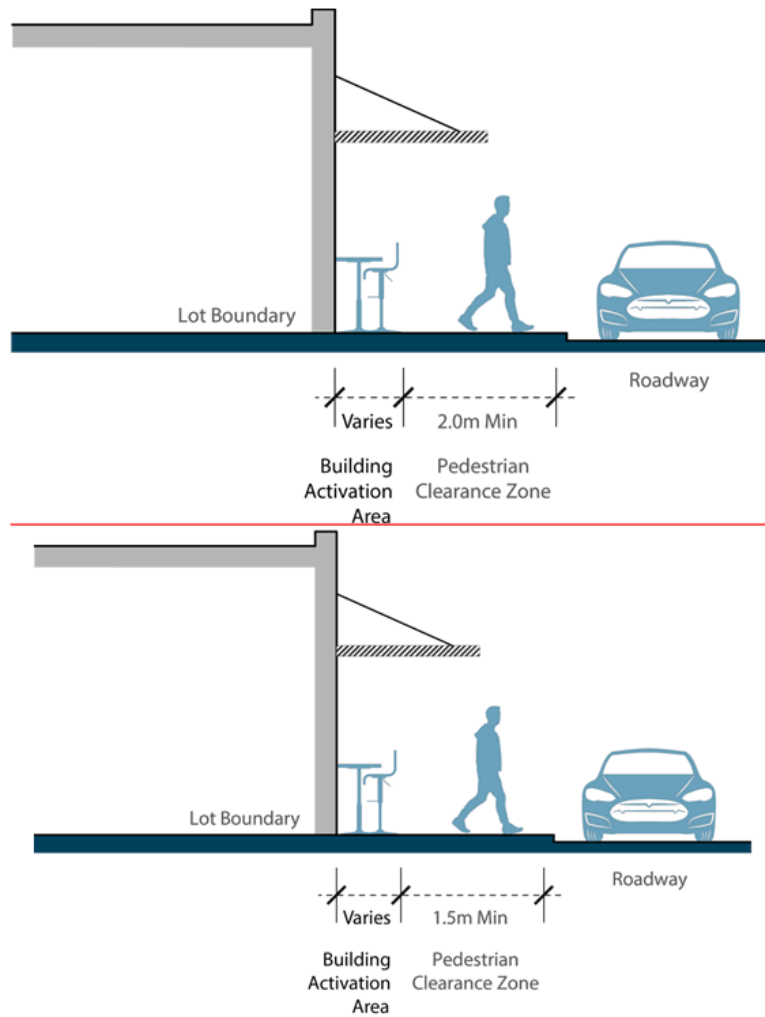 Lot Boundary
Roadway
Varies
2.0m Min
Building Activation Area
Pedestrian Clearance Zone
Lot Boundary
Roadway
Varies
1.5m Min
Building Activation Area
Pedestrian Clearance Zone